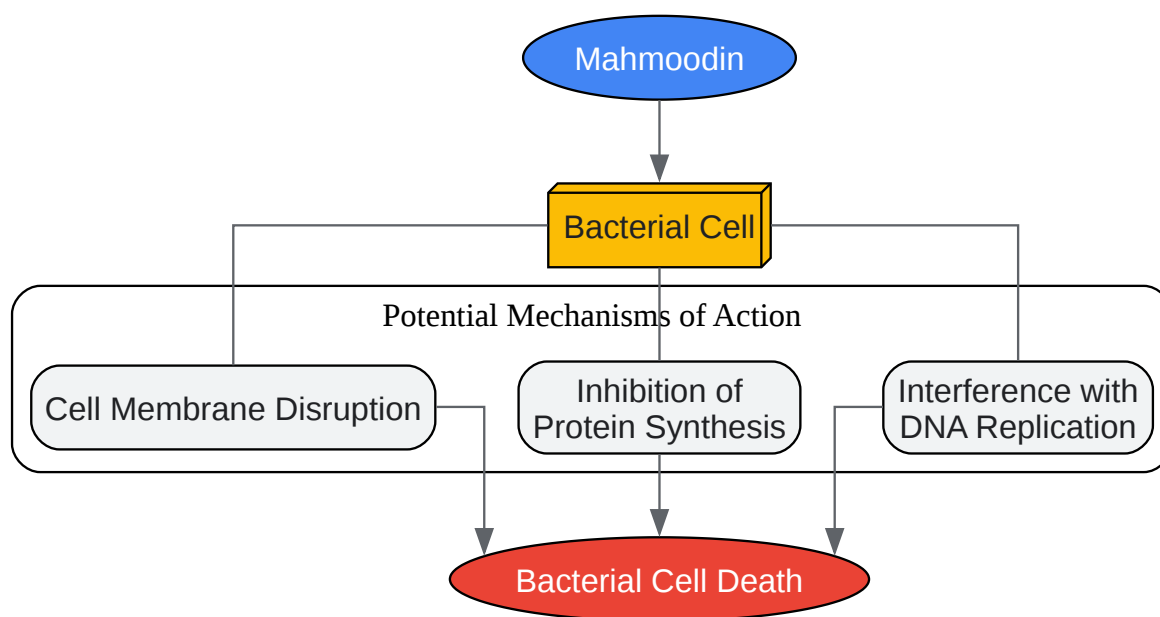 Mahmoodin
Bacterial Cell
Potential Mechanisms of Action
Cell Membrane Disruption
Inhibition of
Protein Synthesis
Interference with
DNA Replication
Bacterial Cell Death